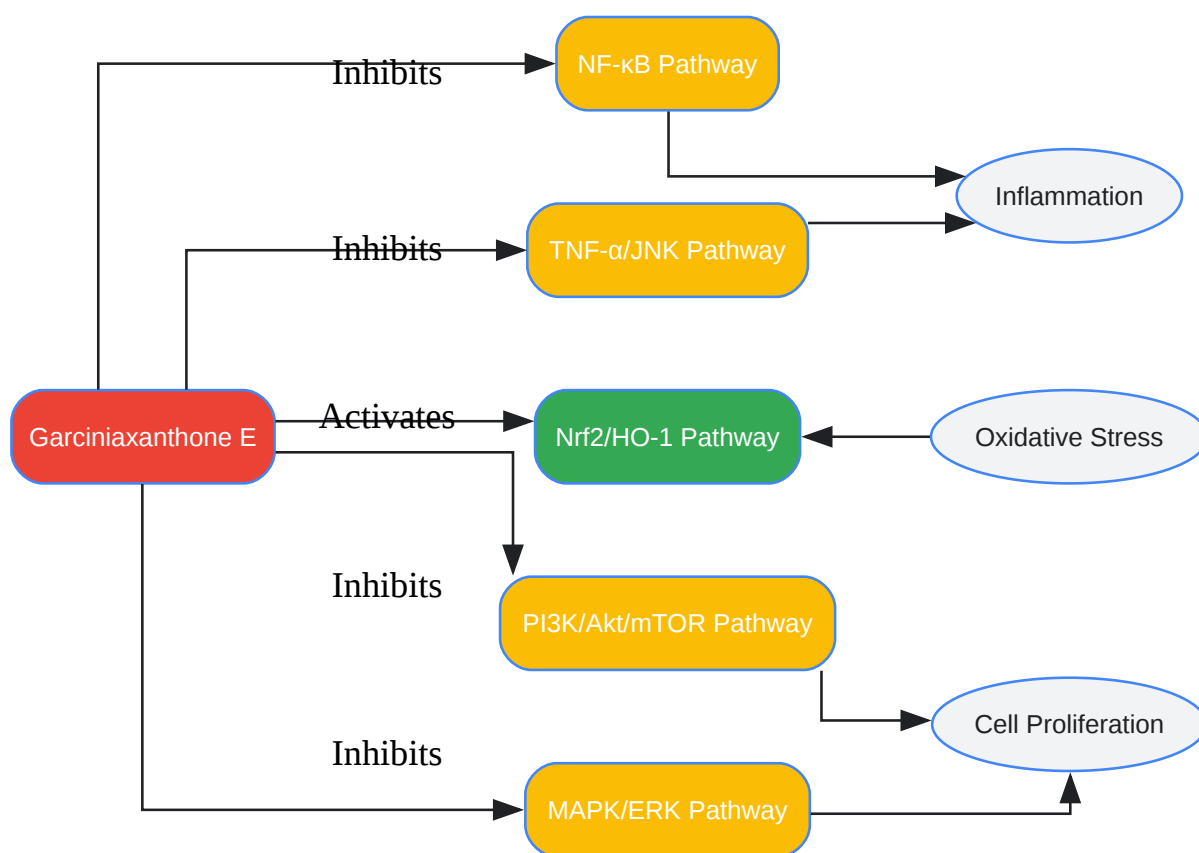 NF-κB Pathway
Inhibits
Inflammation
Inhibits
TNF-α/JNK Pathway
Activates
Garciniaxanthone E
Nrf2/HO-1 Pathway
Oxidative Stress
Inhibits
PI3K/Akt/mTOR Pathway
Cell Proliferation
Inhibits
MAPK/ERK Pathway